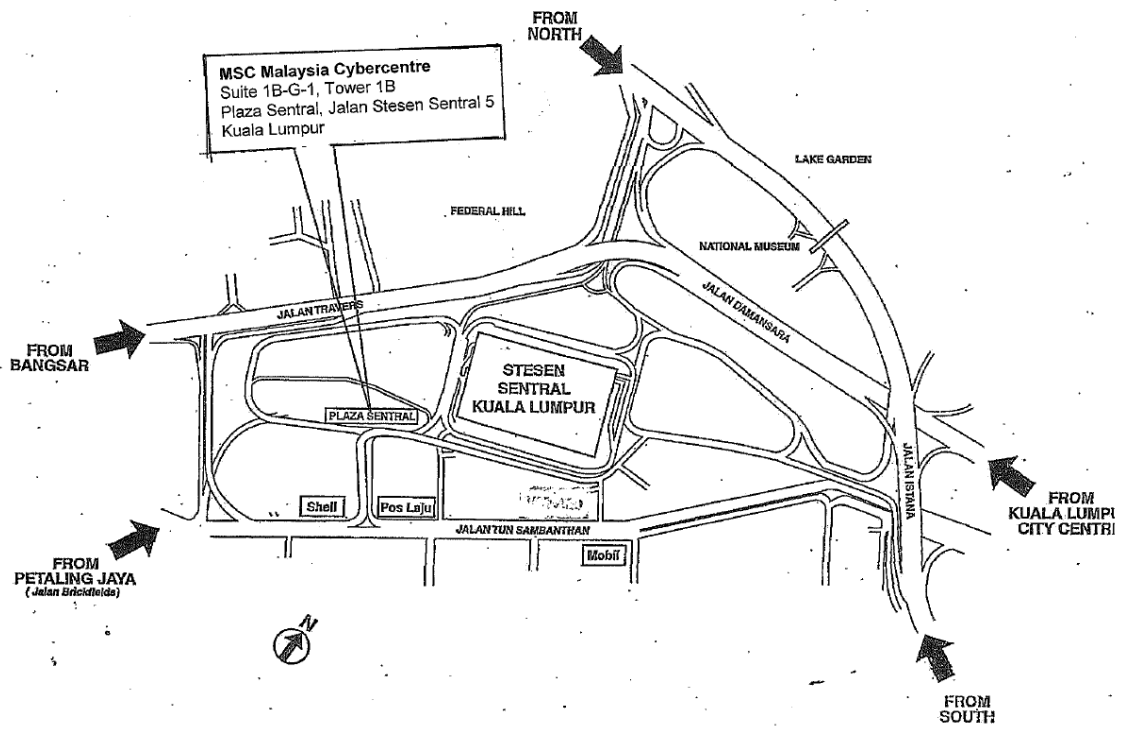 FROM
NORTH
MSC Malaysia Cybercentre
Suite 1B-G-1, Tower 1B
Plaza Sentral, Jalan Stesen Sentral 5
Kuala Lumpur
LAKE GARDEN
FEDERAL HILL
NATIONAL MUSEUM
JALAN TRAVERS
JALAN DAMANSARA
FROM
BANGSAR
STESEN
SENTRAL
KUALA LUMPUR
PLAZA SENTRAL
JALAN ISTANA
Shell
Pos Laju
JALAN TUN SAMBANTHAN
Mobil
FROM
KUALA LUMPU
CITY CENTR
FROM
PETALING JAYA
(Jalan Brickfields)
N
FROM
SOUTH